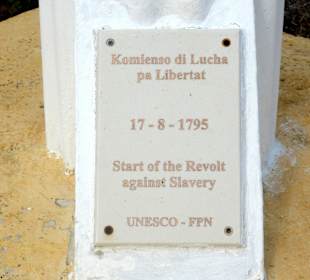 Komienso di Lucha
pa Libertat
17 - 8 - 1795
Start of the Revolt
against Slavery
UNESCO - FPN